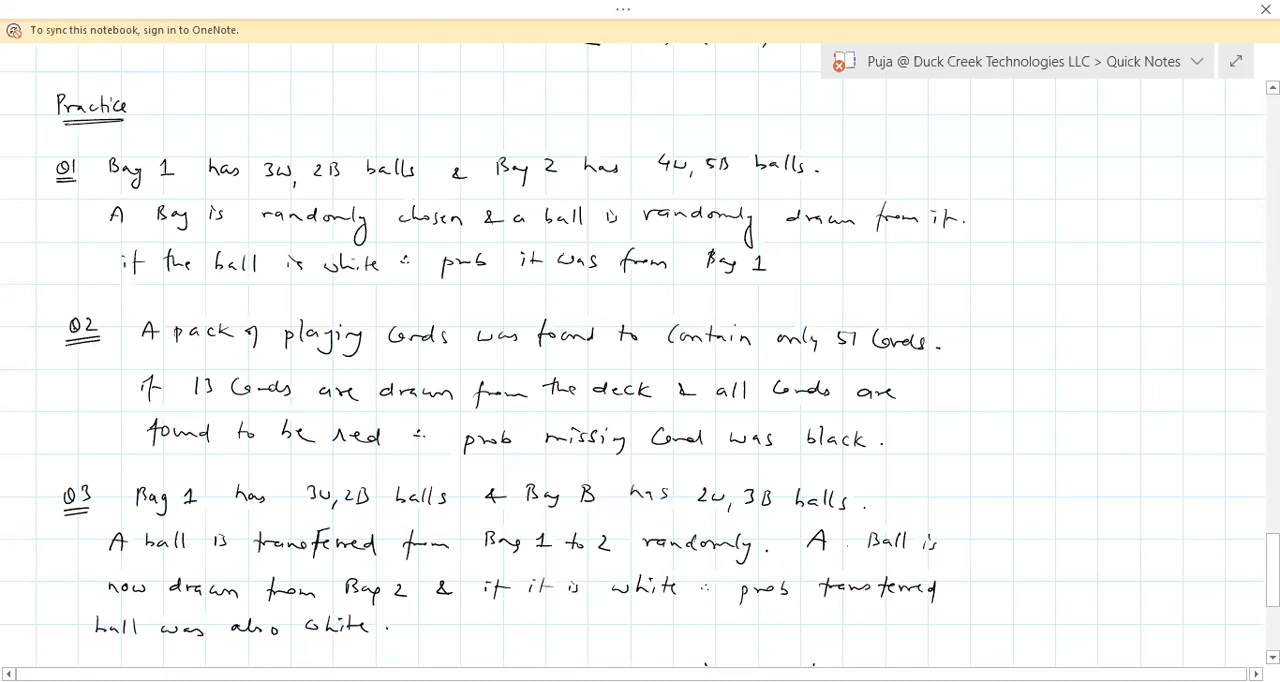 ...
To sync this notebook, sign in to OneNote.
Puja @ Duck Creek Technologies LLC > Quick Notes
Practice
Q1 Bag 1 has 3W, 2B balls & Bag 2 has 4W, 5B balls.
A Bag is randomly chosen & a ball is randomly drawn from it.
if the ball is white ∴ prob it was from Bag 1
Q2 A pack of playing Cards was found to Contain only 51 Cards.
if 13 Cards are drawn from the deck & all Cards are
found to be red ∴ prob missing Card was black.
Q3 Bag 1 has 3W, 2B balls & Bag B has 2W, 3B balls.
A ball is transferred from Bag 1 to 2 randomly. A Ball is
now drawn from Bag 2 & if it is white ∴ prob transferred
ball was also white.